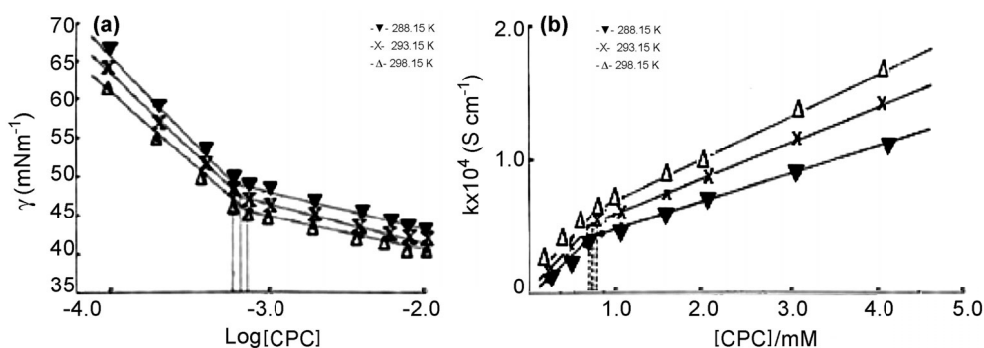 (a)
-▼- 288.15 K
-X- 293.15 K
-Δ- 298.15 K
γ (mNm⁻¹)
70
65
60
55
50
45
40
35
-4.0 -3.0 -2.0
Log[CPC]
(b)
-▼- 288.15 K
-X- 293.15 K
-Δ- 298.15 K
kx10⁴ (S cm⁻¹)
2.0
1.0
0
1.0 2.0 3.0 4.0 5.0
[CPC]/mM